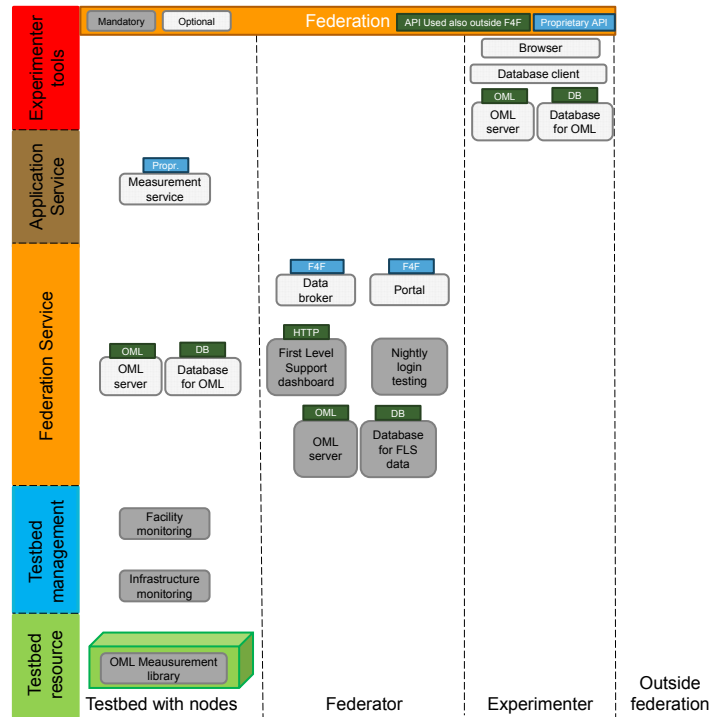 Mandatory
Optional
Federation
API Used also outside F4F
Proprietary API
Experimenter
tools
Browser
Database client
OML
DB
OML
server
Database
for OML
Application
Service
Propr.
Measurement
service
Federation Service
F4F
F4F
Data
broker
Portal
HTTP
First Level
Support
dashboard
Nightly
login
testing
OML
DB
OML
server
Database
for OML
OML
DB
OML
server
Database
for FLS
data
Testbed
management
Facility
monitoring
Infrastructure
monitoring
Testbed
resource
OML Meausurement
library
Testbed with nodes
Federator
Experimenter
Outside
federation